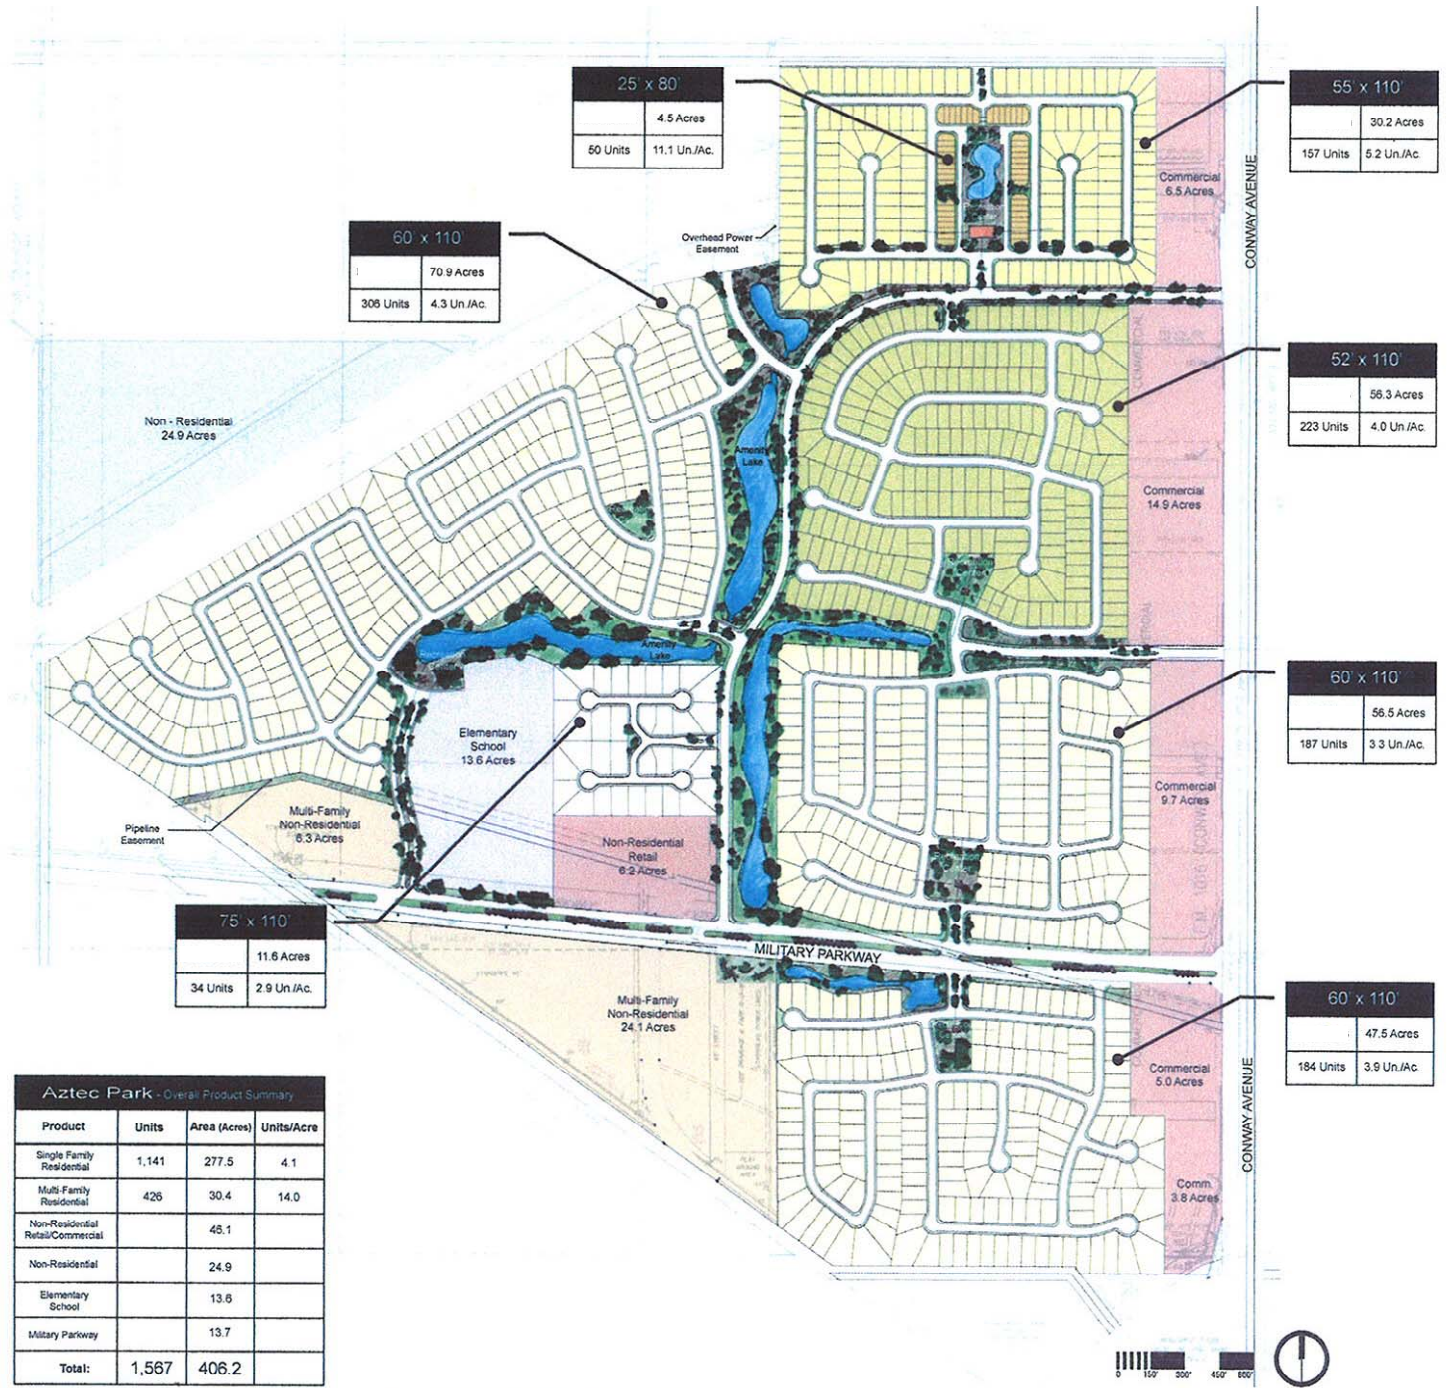 25' x 80'
4.5 Acres
50 Units 11.1 Un./Ac.
55' x 110'
30.2 Acres
157 Units 5.2 Un./Ac.
Commercial
6.5 Acres
CONWAY AVENUE
Overhead Power
Easement
60' x 110'
70.9 Acres
306 Units 4.3 Un./Ac.
COMMERCIAL
52' x 110'
56.3 Acres
223 Units 4.0 Un./Ac.
Non - Residential
24.9 Acres
Amenity
Lake
Commercial
14.9 Acres
Amenity
Lake
60' x 110'
56.5 Acres
187 Units 3.3 Un./Ac.
Elementary
School
13.6 Acres
Commercial
9.7 Acres
Multi-Family
Non-Residential
6.3 Acres
Pipeline
Easement
Non-Residential
Retail
6.2 Acres
75' x 110'
11.6 Acres
34 Units 2.9 Un./Ac.
MILITARY PARKWAY
Multi-Family
Non-Residential
24.1 Acres
60' x 110'
47.5 Acres
184 Units 3.9 Un./Ac.
Commercial
5.0 Acres
CONWAY AVENUE
Comm.
3.8 Acres
Aztec Park - Overall Product Summary
Product Units Area (Acres) Units/Acre
Single Family
Residential 1,141 277.5 4.1
Multi-Family
Residential 426 30.4 14.0
Non-Residential
Retail/Commercial 46.1
Non-Residential 24.9
Elementary
School 13.6
Military Parkway 13.7
Total: 1,567 406.2
0 150' 300' 450' 600'